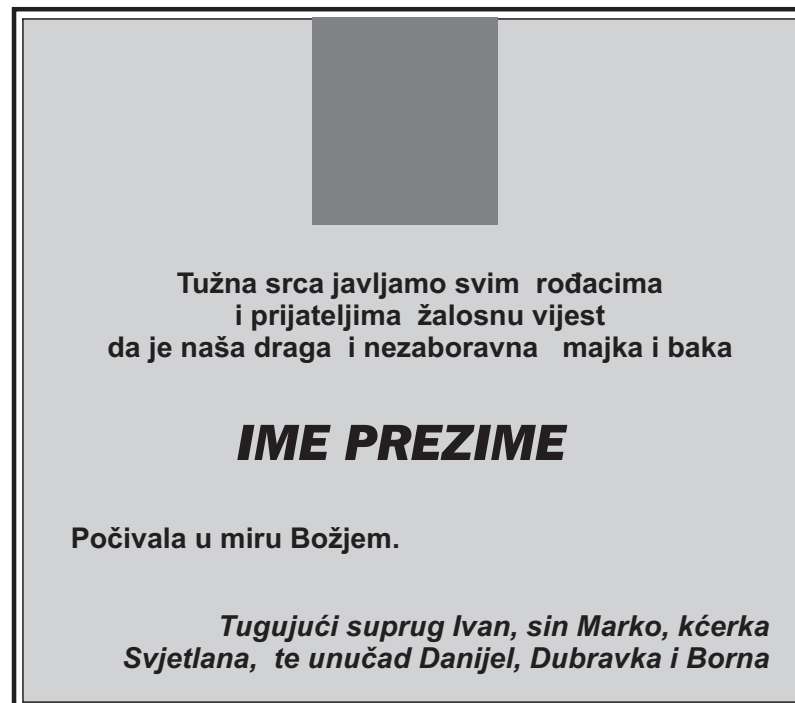 Tužna srca javljamo svim  rođacima
i prijateljima  žalosnu vijest
da je naša draga  i nezaboravna   majka i baka
IME PREZIME
Počivala u miru Božjem.
Tugujući suprug Ivan, sin Marko, kćerka
Svjetlana,  te unučad Danijel, Dubravka i Borna